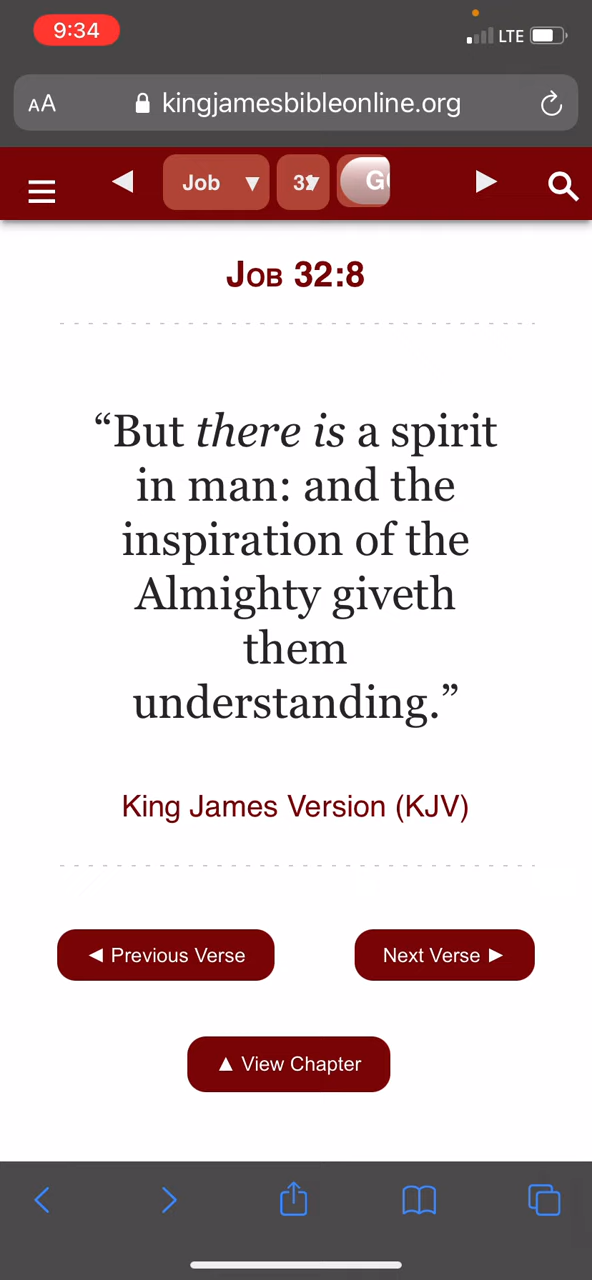 9:34
LTE
AA kingjamesbibleonline.org
Job ▼ ▼ G
Job 32:8
“But there is a spirit
in man: and the
inspiration of the
Almighty giveth
them
understanding.”
King James Version (KJV)
◄ Previous Verse Next Verse ►
▲ View Chapter